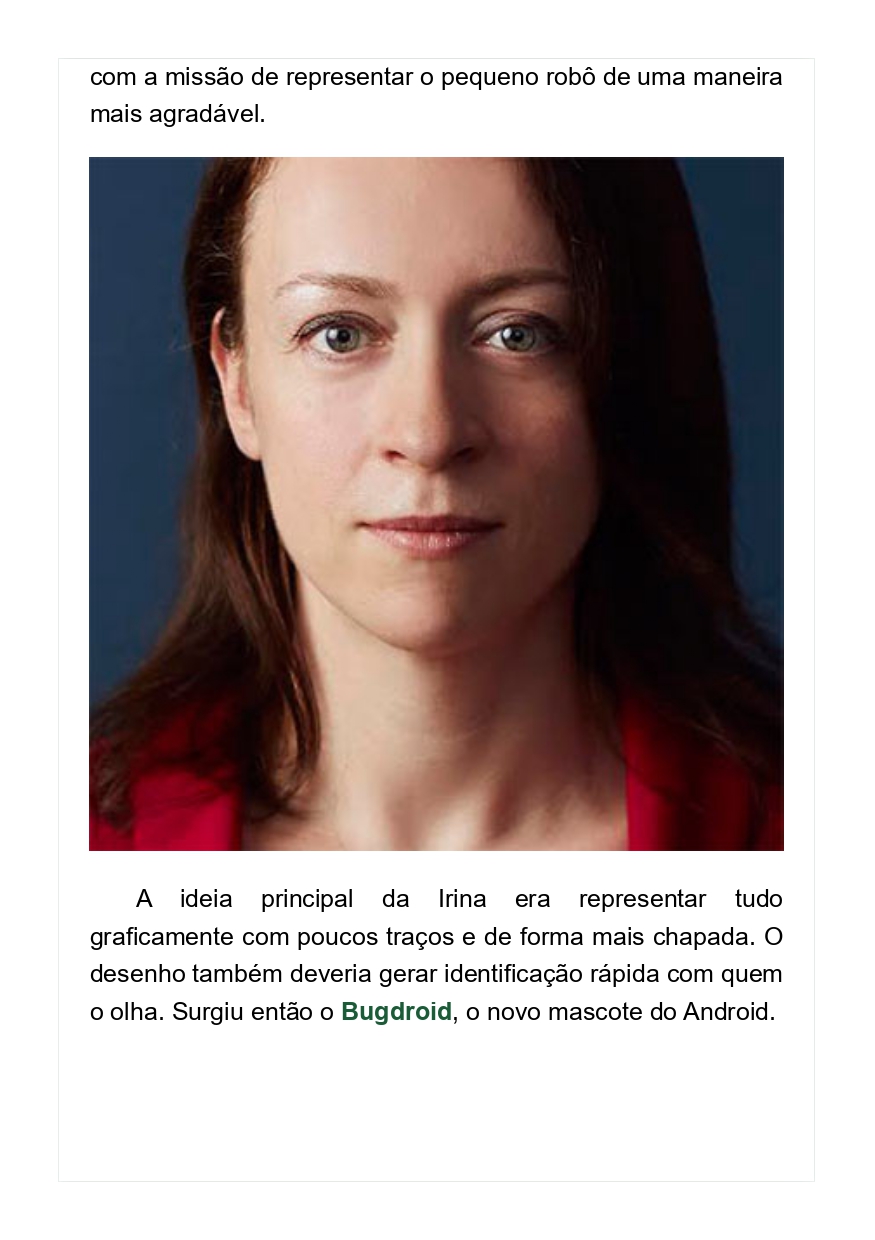 com a missão de representar o pequeno robô de uma maneira
mais agradável.
A ideia principal da Irina era representar tudo
graficamente com poucos traços e de forma mais chapada. O
desenho também deveria gerar identificação rápida com quem
o olha. Surgiu então o Bugdroid, o novo mascote do Android.